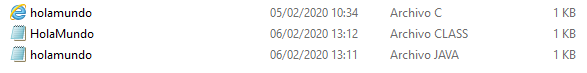 holamundo 05/02/2020 10:34 Archivo C 1 KB
HolaMundo 06/02/2020 13:12 Archivo CLASS 1 KB
holamundo 06/02/2020 13:11 Archivo JAVA 1 KB